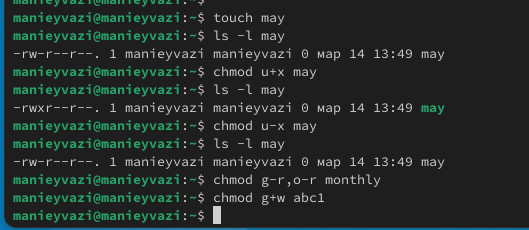 manieyvazi@manieyvazi:~$ touch may
manieyvazi@manieyvazi:~$ ls -l may
-rw-r--r--. 1 manieyvazi manieyvazi 0 мар 14 13:49 may
manieyvazi@manieyvazi:~$ chmod u+x may
manieyvazi@manieyvazi:~$ ls -l may
-rwxr--r--. 1 manieyvazi manieyvazi 0 мар 14 13:49 may
manieyvazi@manieyvazi:~$ chmod u-x may
manieyvazi@manieyvazi:~$ ls -l may
-rw-r--r--. 1 manieyvazi manieyvazi 0 мар 14 13:49 may
manieyvazi@manieyvazi:~$ chmod g-r,o-r monthly
manieyvazi@manieyvazi:~$ chmod g+w abc1
manieyvazi@manieyvazi:~$